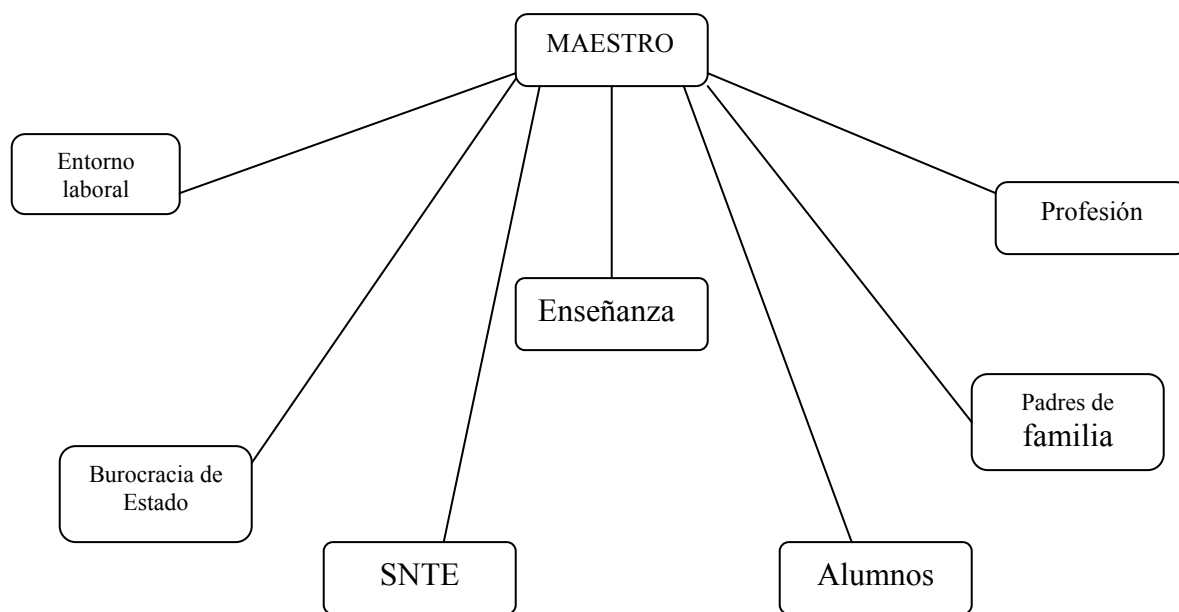 MAESTRO
Entorno
laboral
Profesión
Enseñanza
Padres de
familia
Burocracia de
Estado
SNTE
Alumnos